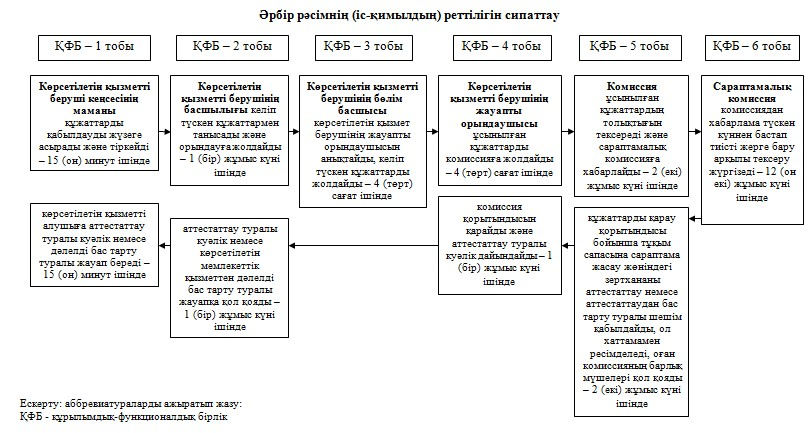 Әрбір рәсімнің (іс-қимылдың) реттілігін сипаттау
ҚФБ – 1 тобы
ҚФБ – 2 тобы
ҚФБ – 3 тобы
ҚФБ – 4 тобы
ҚФБ – 5 тобы
ҚФБ – 6 тобы
Көрсетілетін қызметті
беруші кеңсесінің
маманы
құжаттарды
қабылдауды жүзеге
асырады және тіркейді
– 15 (он) минут ішінде
Көрсетілетін
қызметті берушінің
басшылығы келіп
түскен құжаттармен
танысады және
орындауға жолдайды
– 1 (бір) жұмыс күні
ішінде
Көрсетілетін қызметті
берушінің бөлім
басшысы
көрсетілетін қызмет
берушінің жауапты
орындаушысын
анықтайды, келіп
түскен құжаттарды
жолдайды – 4 (төрт)
сағат ішінде
Көрсетілетін
қызметті берушінің
жауапты
орындаушысы
ұсынылған
құжаттарды
комиссияға жолдайды
– 4 (төрт) сағат ішінде
Комиссия
ұсынылған
құжаттардың
толықтығын
тексереді және
сараптамалық
комиссияға
хабарлайды – 2 (екі)
жұмыс күні ішінде
Сараптамалық
комиссия
комиссиядан
хабарлама түскен
күннен бастап
тиісті жерге бару
арқылы тексеру
жүргізеді – 12 (он
екі) жұмыс күні
ішінде
көрсетілетін қызметті
алушыға аттестаттау
туралы куәлік немесе
дәлелді бас тарту
туралы жауап береді –
15 (он) минут ішінде
аттестаттау туралы
куәлік немесе
көрсетілетін
мемлекеттік
қызметтен дәлелді
бас тарту туралы
жауапқа қол қояды –
1 (бір) жұмыс күні
ішінде
комиссия
қорытындысын
қарайды және
аттестаттау туралы
куәлік дайындайды – 1
(бір) жұмыс күні
ішінде
құжаттарды қарау
қорытындысы
бойынша тұқым
сапасына сараптама
жасау жөніндегі
зертхананы
аттестаттау немесе
аттестаттаудан бас
тарту туралы шешім
қабылдайды, ол
хаттамамен
ресімделеді, оған
комиссияның барлық
мүшелері қол қояды
– 2 (екі) жұмыс күні
ішінде
Ескерту: аббревиатураларды ажыратып жазу:
ҚФБ - құрылымдық-функционалдық бірлік